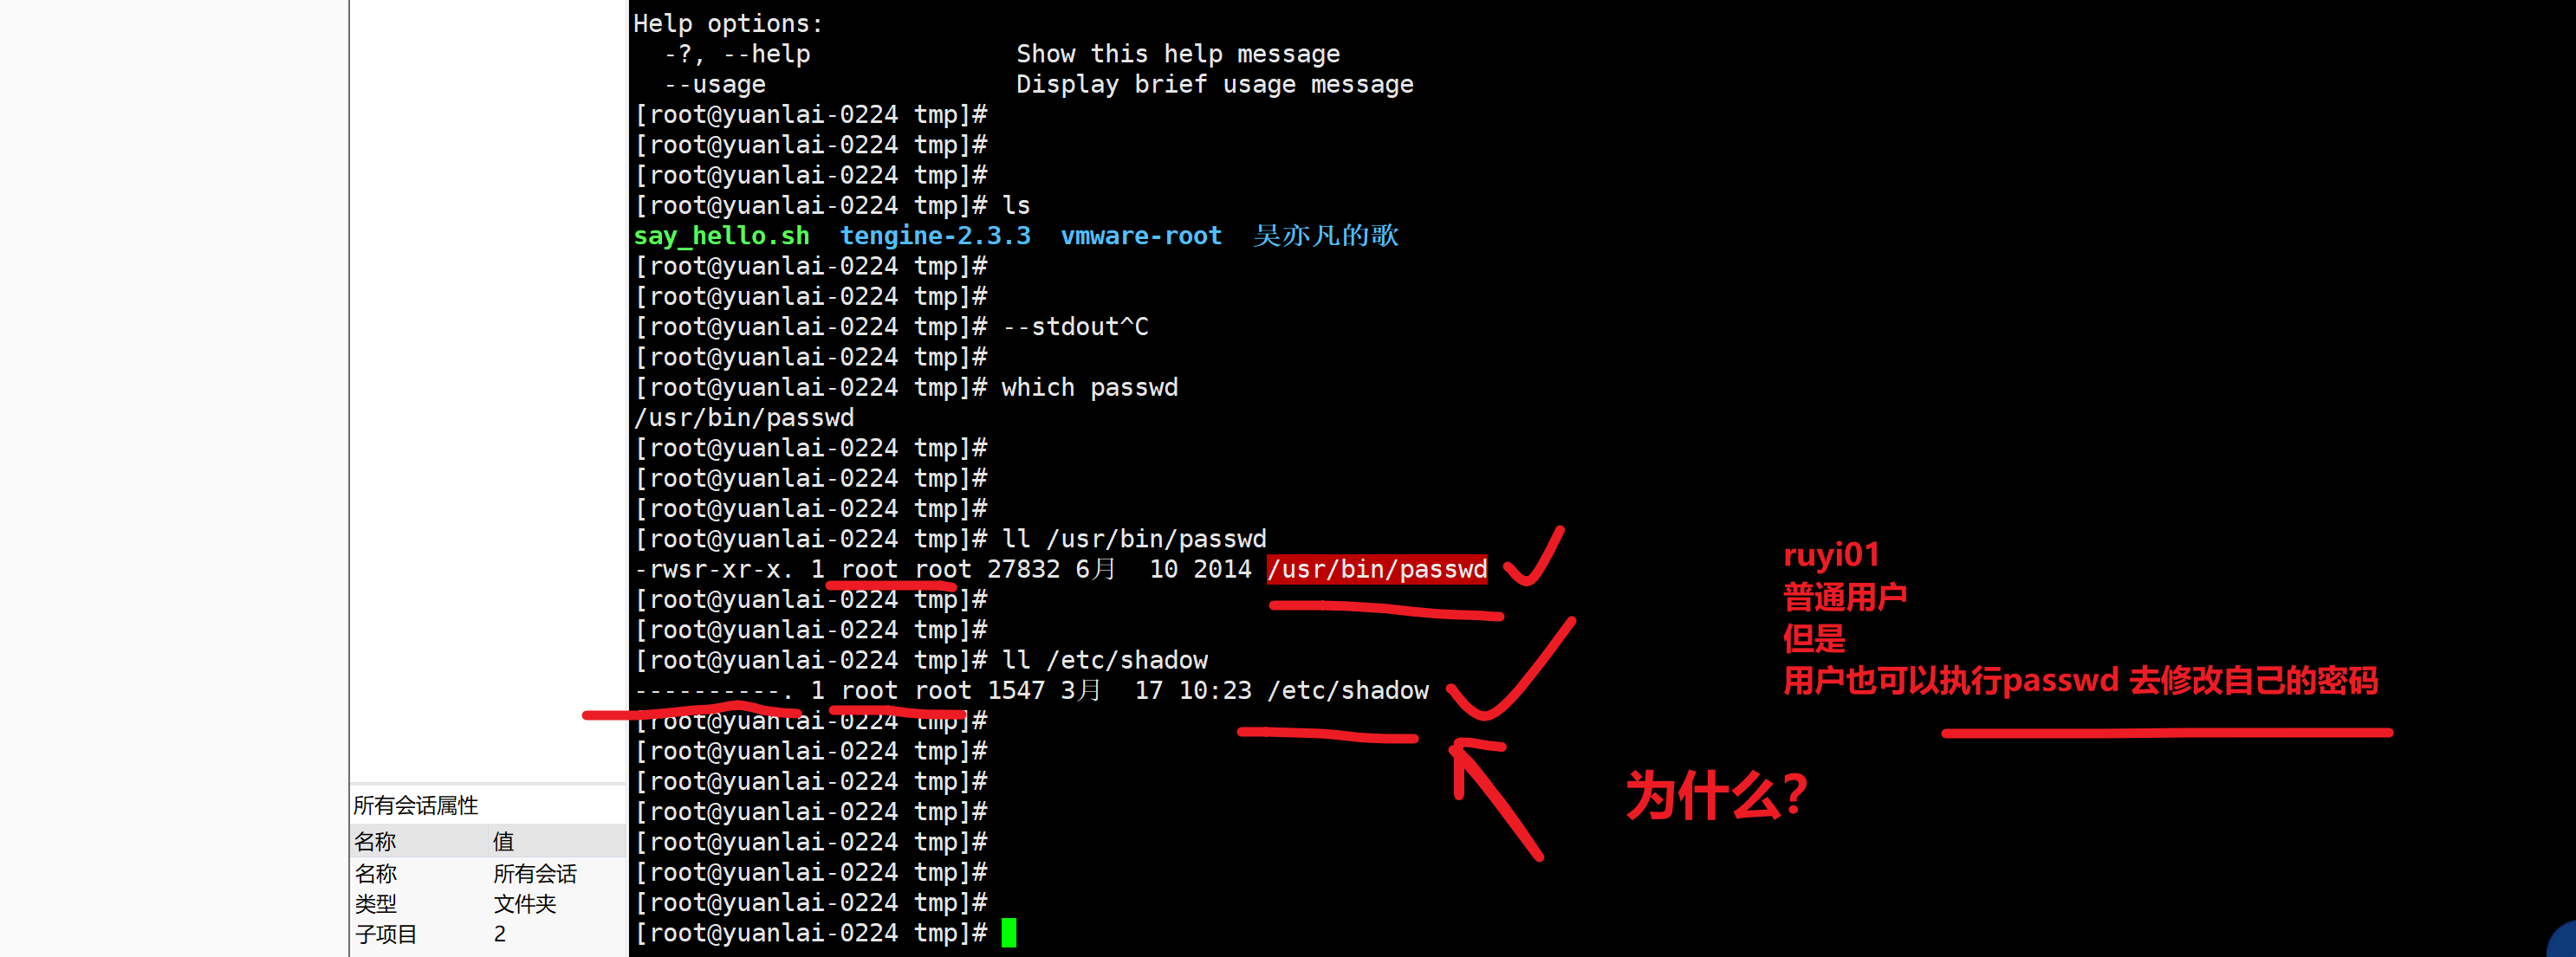 Help options:
  -?, --help              Show this help message
  --usage                 Display brief usage message
[root@yuanlai-0224 tmp]#
[root@yuanlai-0224 tmp]#
[root@yuanlai-0224 tmp]#
[root@yuanlai-0224 tmp]# ls
say_hello.sh  tengine-2.3.3  vmware-root  吴亦凡的歌
[root@yuanlai-0224 tmp]#
[root@yuanlai-0224 tmp]#
[root@yuanlai-0224 tmp]# --stdout^C
[root@yuanlai-0224 tmp]#
[root@yuanlai-0224 tmp]# which passwd
/usr/bin/passwd
[root@yuanlai-0224 tmp]#
[root@yuanlai-0224 tmp]#
[root@yuanlai-0224 tmp]#
[root@yuanlai-0224 tmp]# ll /usr/bin/passwd
-rwsr-xr-x. 1 root root 27832 6月  10 2014 /usr/bin/passwd
[root@yuanlai-0224 tmp]#
[root@yuanlai-0224 tmp]#
[root@yuanlai-0224 tmp]# ll /etc/shadow
----------. 1 root root 1547 3月  17 10:23 /etc/shadow
[root@yuanlai-0224 tmp]#
[root@yuanlai-0224 tmp]#
[root@yuanlai-0224 tmp]#
[root@yuanlai-0224 tmp]#
[root@yuanlai-0224 tmp]#
[root@yuanlai-0224 tmp]#
[root@yuanlai-0224 tmp]#
[root@yuanlai-0224 tmp]#
ruyi01
普通用户
但是
用户也可以执行passwd 去修改自己的密码
为什么?
所有会话属性
名称 值
名称 所有会话
类型 文件夹
子项目 2